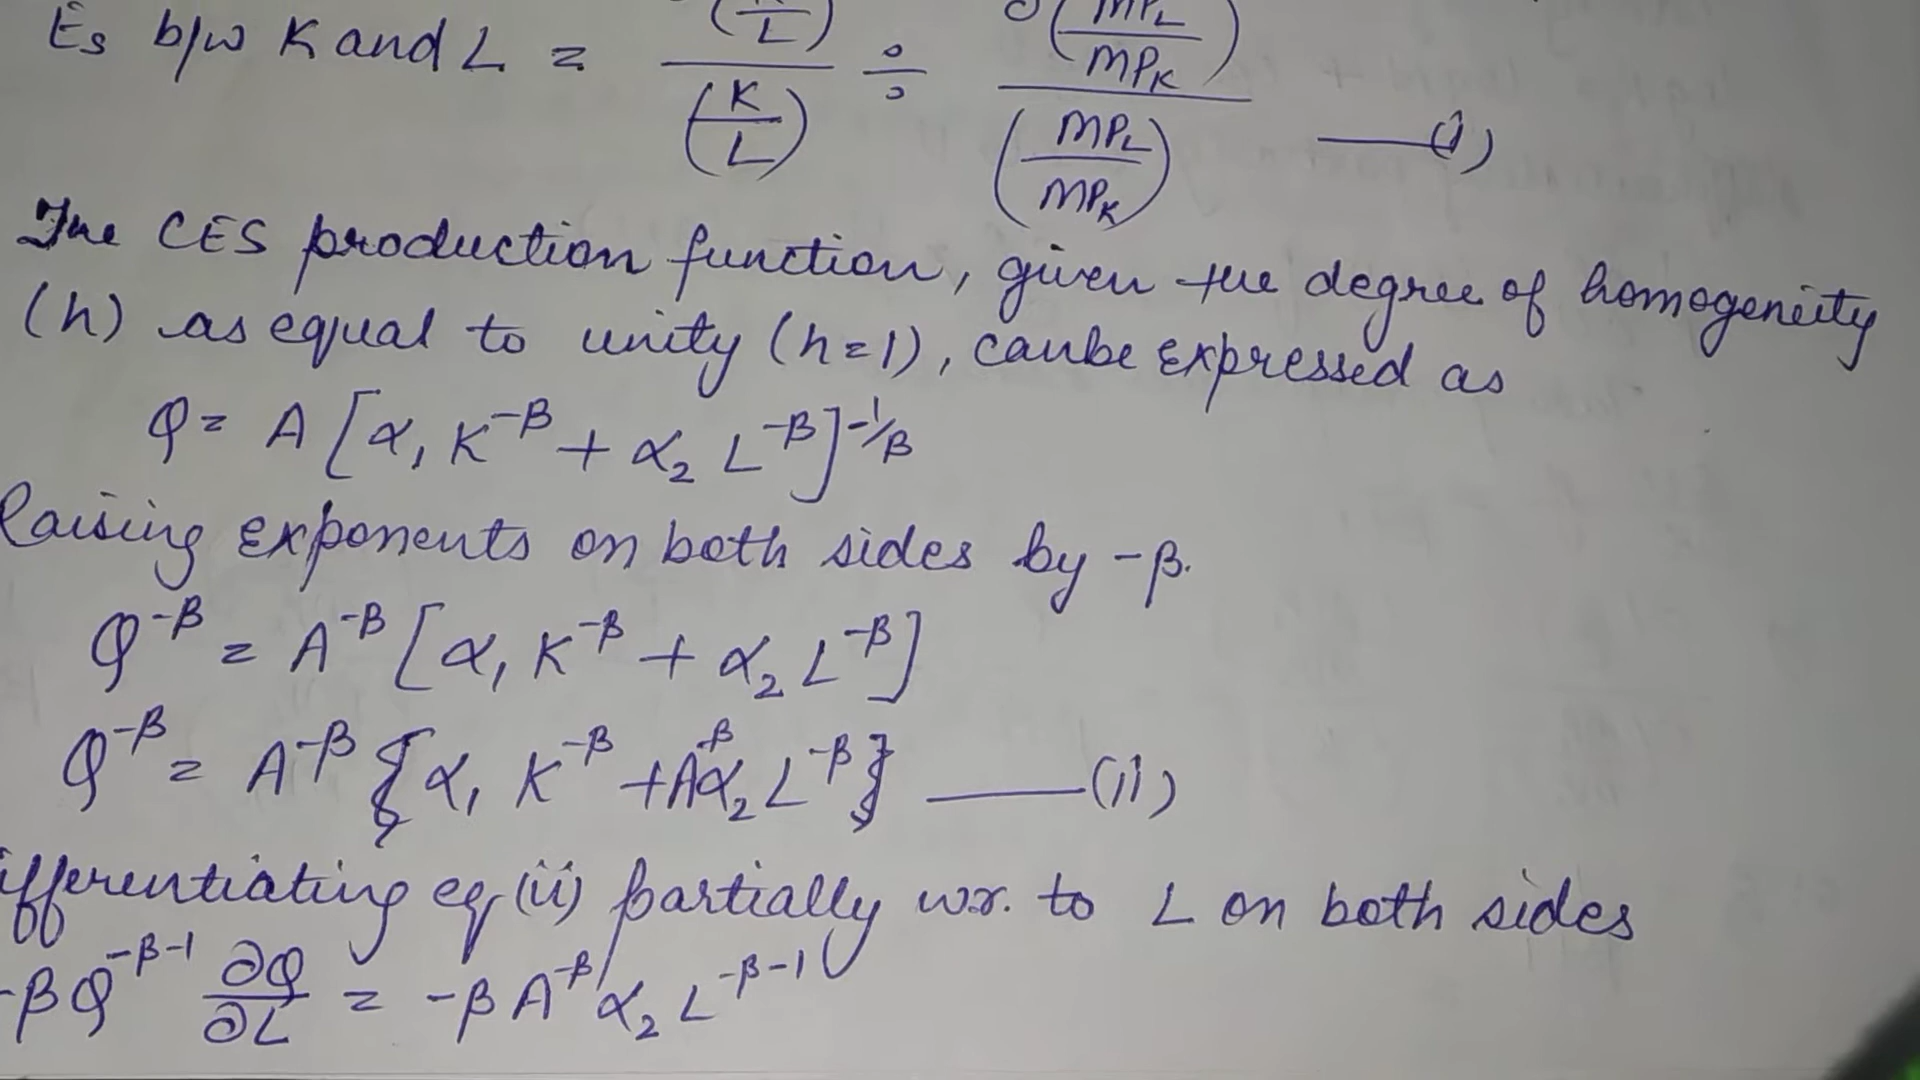 Es b/w K and L = (K/L) / (K/L) ÷ ∂(MPL/MPK) / (MPL/MPK) —(i)
The CES production function, given the degree of homogeneity
(h) as equal to unity (h=1), can be expressed as
Q = A [α₁ K^-β + α₂ L^-β]^-1/β
Raising exponents on both sides by -β.
Q^-β = A^-β [α₁ K^-β + α₂ L^-β]
Q^-β = A^-β {α₁ K^-β + A^-β α₂ L^-β} —(ii)
ifferentiating eq (ii) partially w.r. to L on both sides
-β Q^-β-1 ∂Q/∂L = -β A^-β α₂ L^-β-1